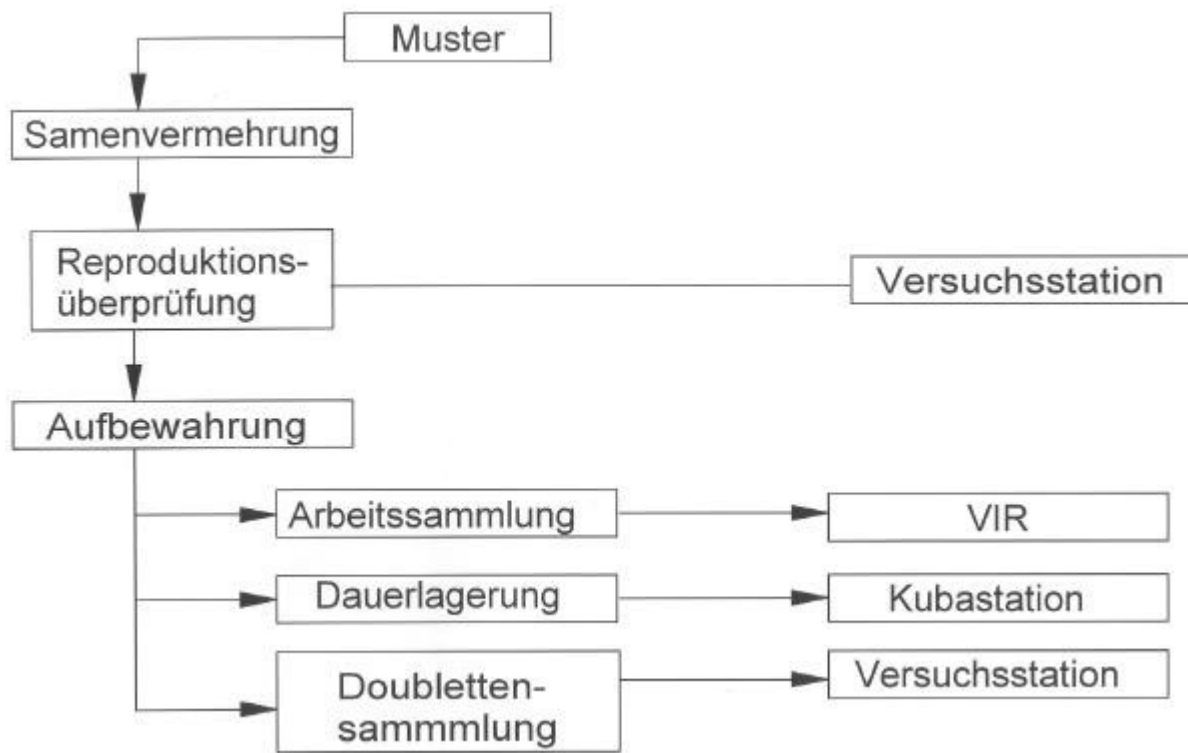 Muster
Samenvermehrung
Reproduktions-
überprüfung
Versuchsstation
Aufbewahrung
Arbeitssammlung
VIR
Dauerlagerung
Kubastation
Doubletten-
sammmlung
Versuchsstation